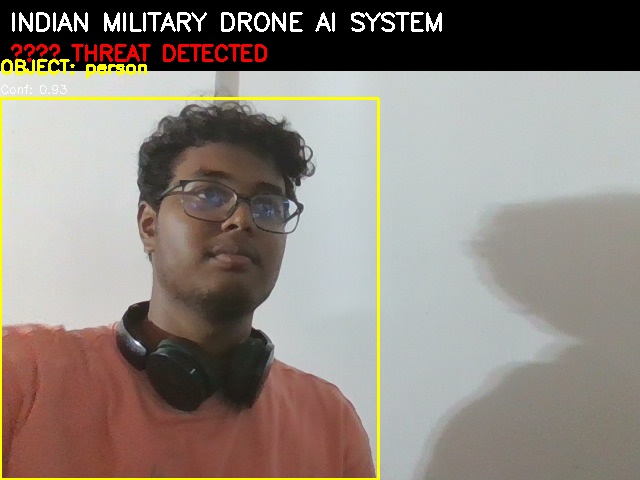 INDIAN MILITARY DRONE AI SYSTEM
???? THREAT DETECTED
OBJECT: person
Conf: 0.93